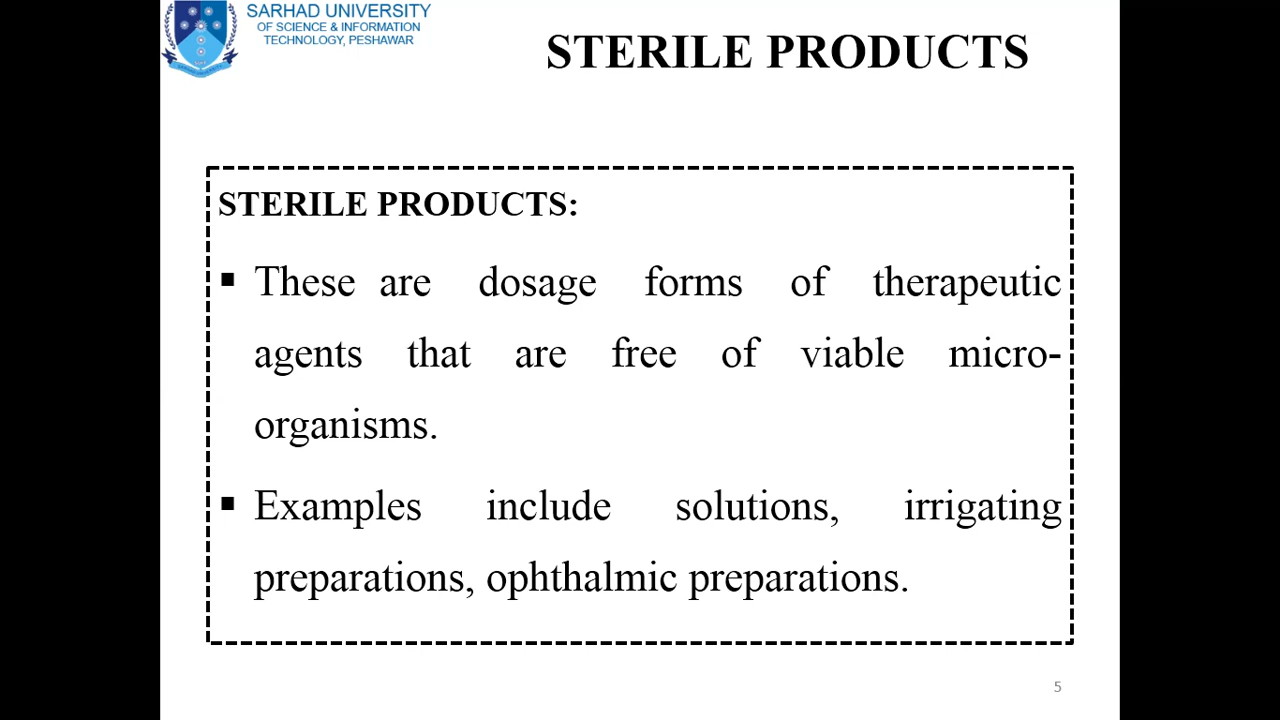 SARHAD UNIVERSITY
OF SCIENCE & INFORMATION
TECHNOLOGY, PESHAWAR
STERILE PRODUCTS
STERILE PRODUCTS:
▪ These are dosage forms of therapeutic
agents that are free of viable micro-
organisms.
▪ Examples include solutions, irrigating
preparations, ophthalmic preparations.
5